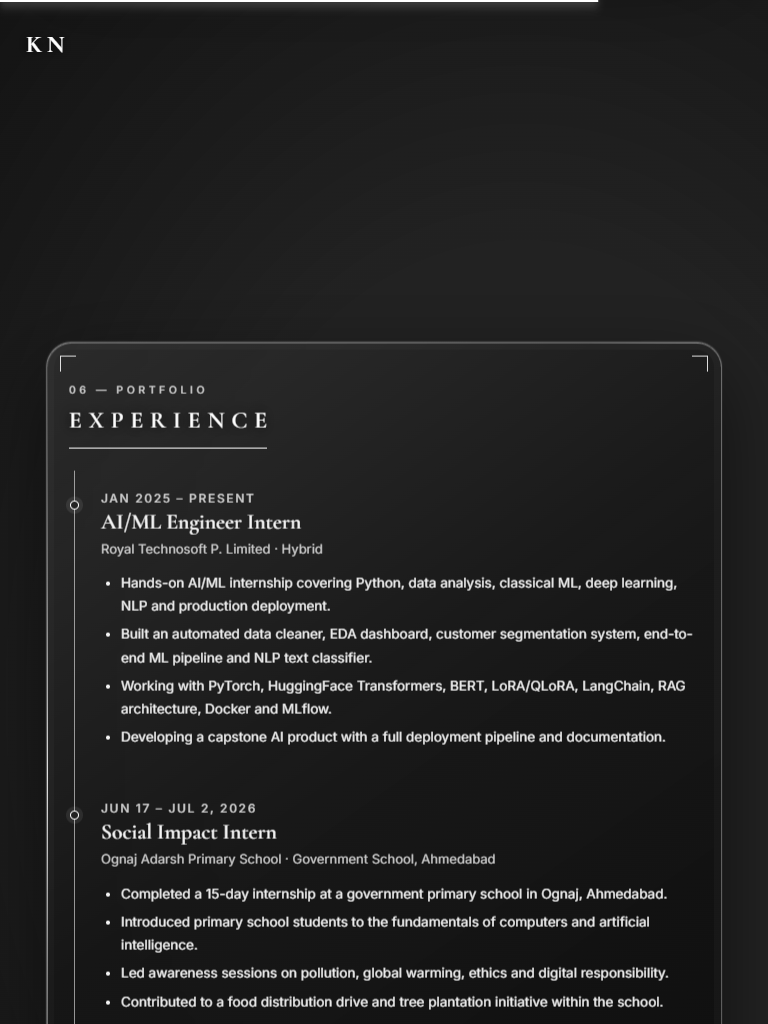 KN
06 — PORTFOLIO
EXPERIENCE
JAN 2025 – PRESENT
AI/ML Engineer Intern
Royal Technosoft P. Limited · Hybrid
• Hands-on AI/ML internship covering Python, data analysis, classical ML, deep learning,
NLP and production deployment.
• Built an automated data cleaner, EDA dashboard, customer segmentation system, end-to-
end ML pipeline and NLP text classifier.
• Working with PyTorch, HuggingFace Transformers, BERT, LoRA/QLoRA, LangChain, RAG
architecture, Docker and MLflow.
• Developing a capstone AI product with a full deployment pipeline and documentation.
JUN 17 – JUL 2, 2026
Social Impact Intern
Ognaj Adarsh Primary School · Government School, Ahmedabad
• Completed a 15-day internship at a government primary school in Ognaj, Ahmedabad.
• Introduced primary school students to the fundamentals of computers and artificial
intelligence.
• Led awareness sessions on pollution, global warming, ethics and digital responsibility.
• Contributed to a food distribution drive and tree plantation initiative within the school.